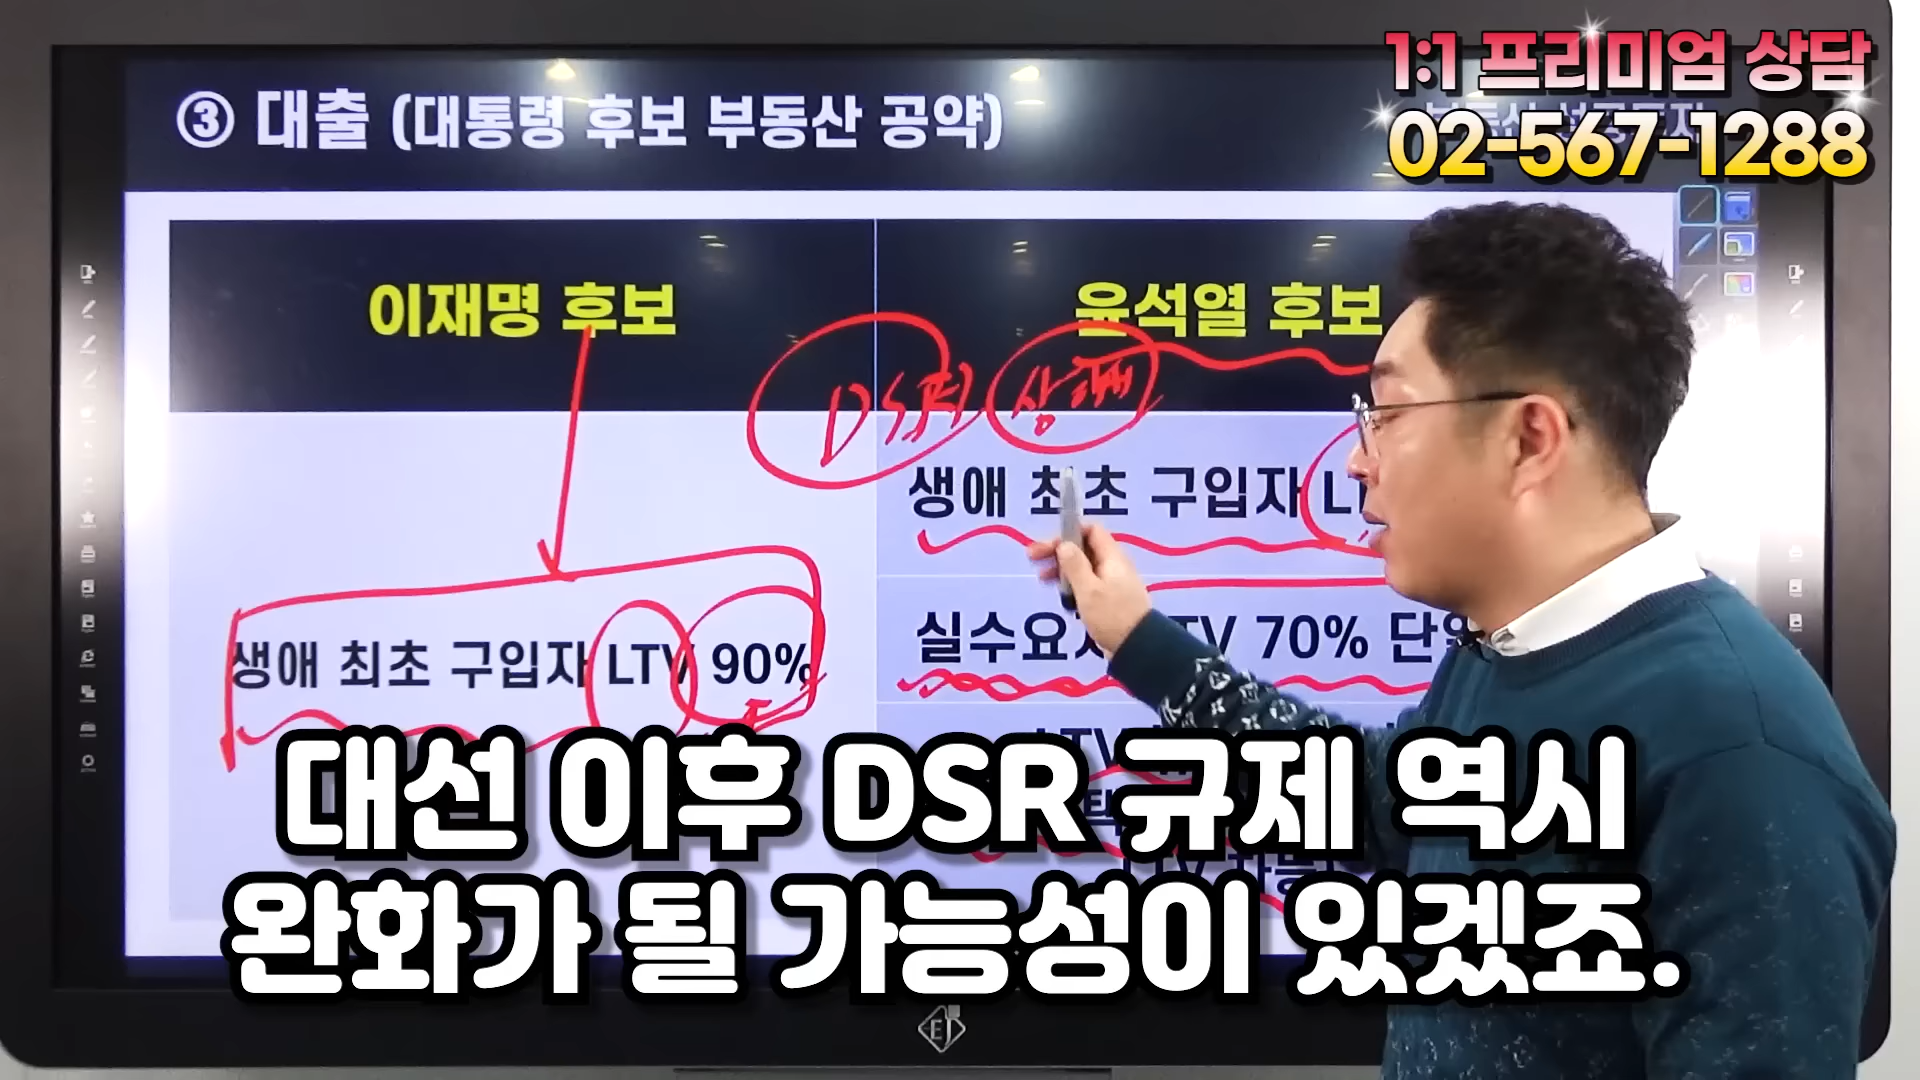 1:1 프리미엄 상담
02-567-1288
③ 대출 (대통령 후보 부동산 공약)
이재명 후보
윤석열 후보
DSR
생애 최초 구입자
실수요자 LTV 70%
생애 최초 구입자 LTV 90%
LTV
대선 이후 DSR 규제 역시
완화가 될 가능성이 있겠죠.